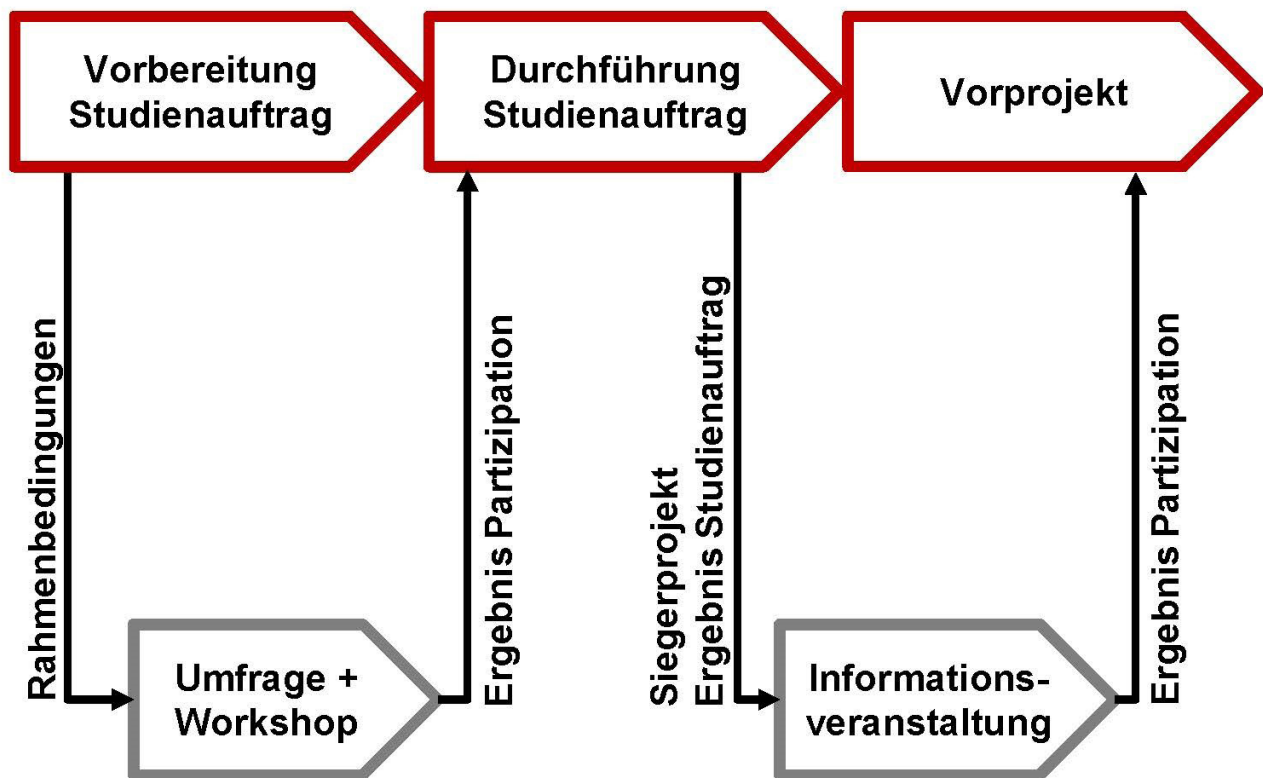 Vorbereitung
Studienauftrag
Durchführung
Studienauftrag
Vorprojekt
Rahmenbedingungen
Ergebnis Partizipation
Siegerprojekt
Ergebnis Studienauftrag
Ergebnis Partizipation
Umfrage +
Workshop
Informations-
veranstaltung